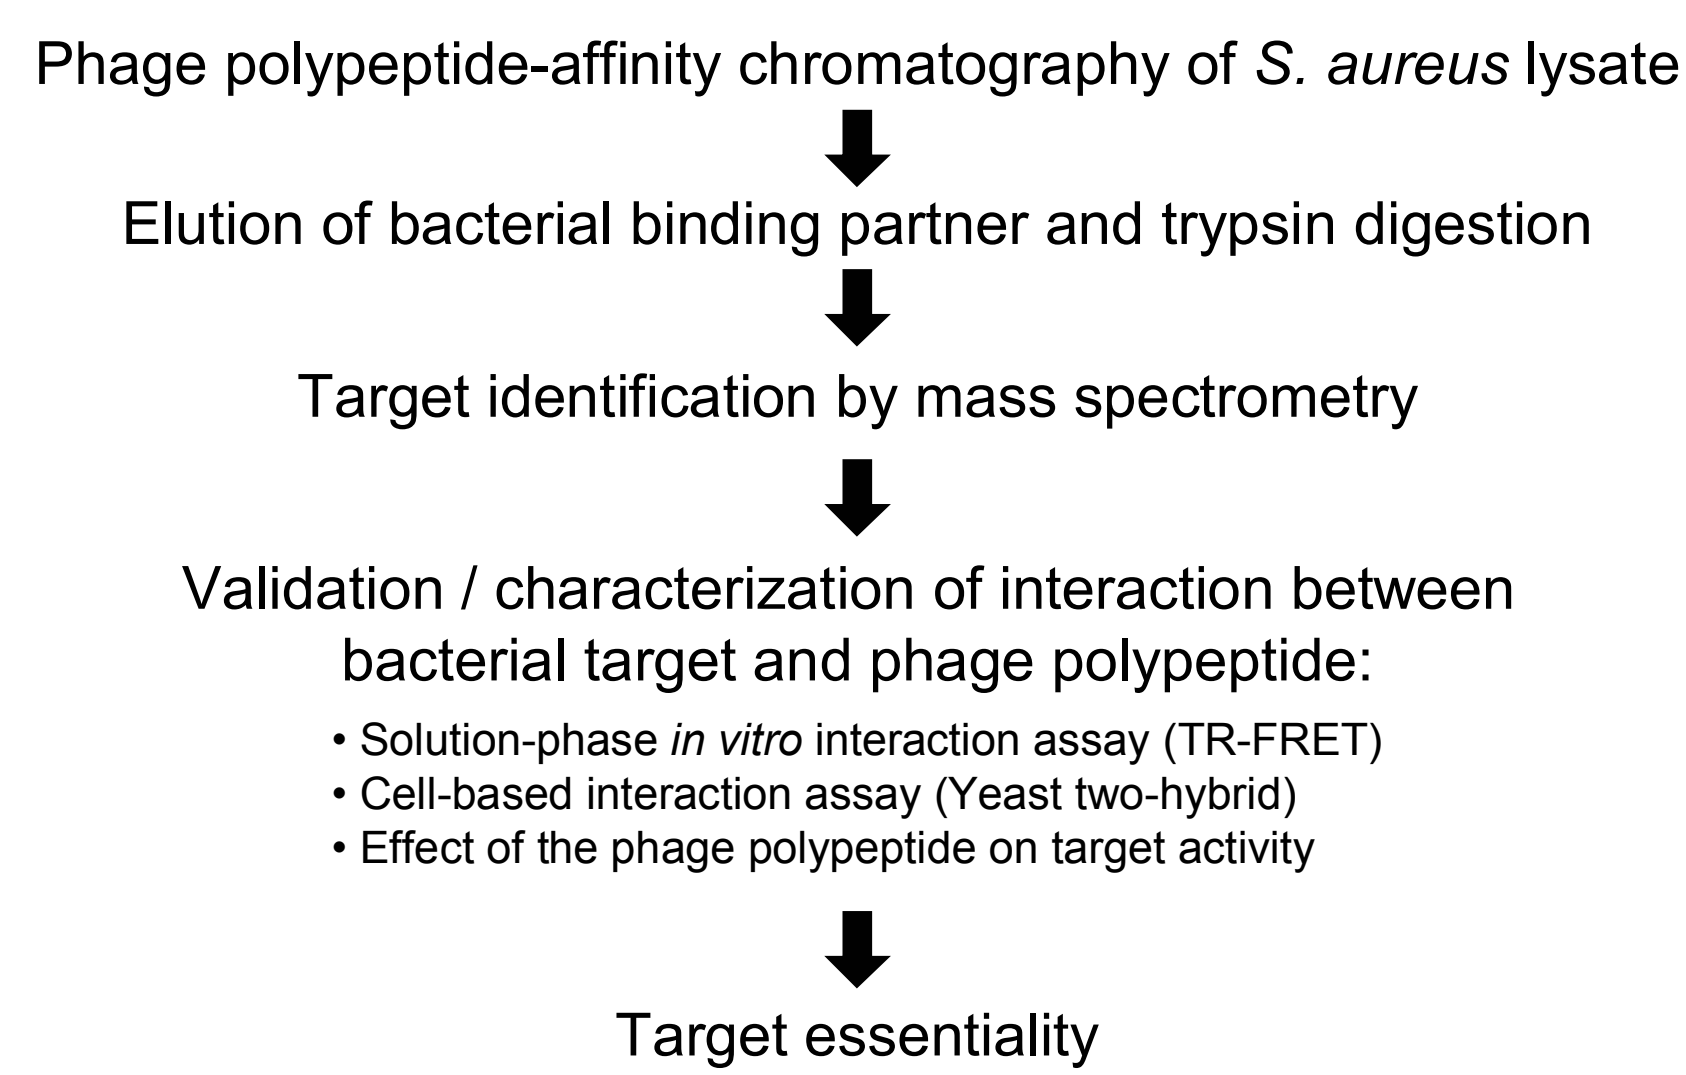 Phage polypeptide-affinity chromatography of S. aureus lysate
Elution of bacterial binding partner and trypsin digestion
Target identification by mass spectrometry
Validation / characterization of interaction between
bacterial target and phage polypeptide:
• Solution-phase in vitro interaction assay (TR-FRET)
• Cell-based interaction assay (Yeast two-hybrid)
• Effect of the phage polypeptide on target activity
Target essentiality